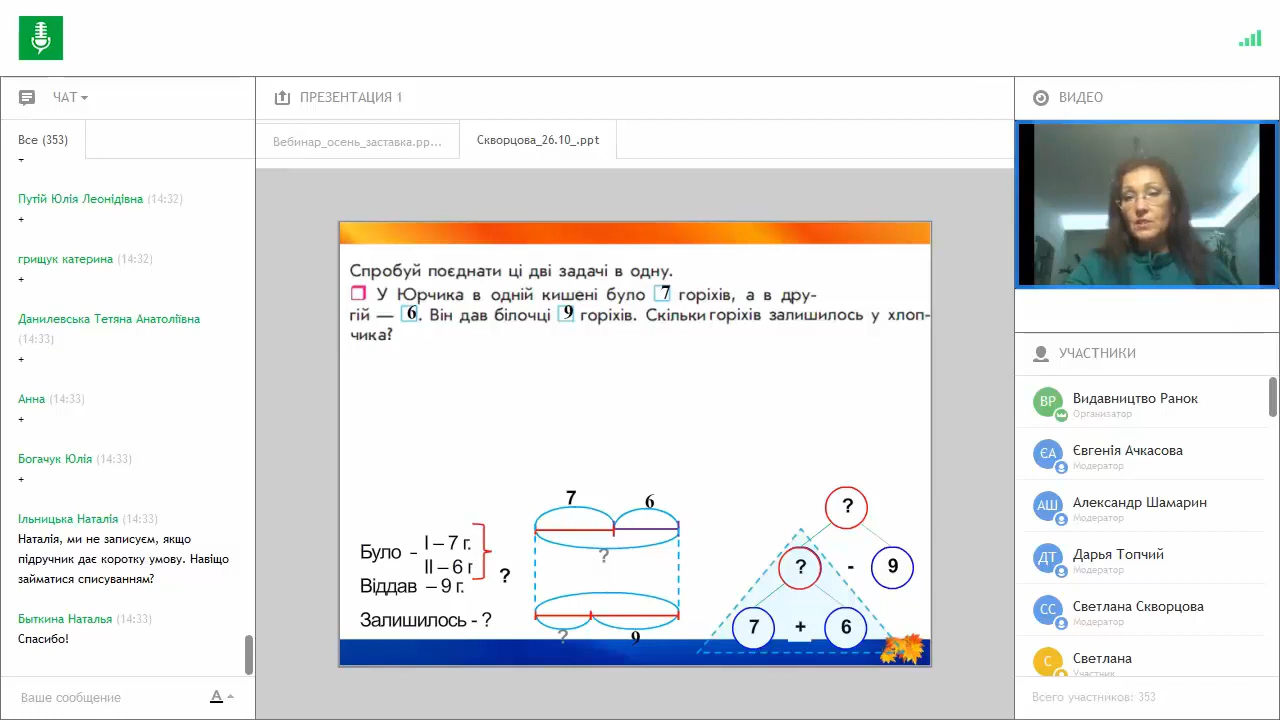 ЧАТ
Все (353)
+
Путій Юлія Леонідівна (14:32)
+
грищук катерина (14:32)
+
Данилевська Тетяна Анатоліївна
(14:33)
+
Анна (14:33)
+
Богачук Юлія (14:33)
+
Ільницька Наталія (14:33)
Наталія, ми не записуєм, якщо
підручник дає коротку умову. Навіщо
займатися списуванням?
Быткина Наталья (14:33)
Спасибо!
Ваше сообщение
A
ПРЕЗЕНТАЦИЯ 1
Вебинар_осень_заставка.pp...
Скворцова_26.10_.ppt
Спробуй поєднати ці дві задачі в одну.
У Юрчика в одній кишені було 7 горіхів, а в дру-
гій — 6. Він дав білочці 9 горіхів. Скільки горіхів залишилось у хлоп-
чика?
Було - I – 7 г.
II – 6 г
?
Віддав – 9 г.
Залишилось - ?
7 6
?
? 9
?
? - 9
7 + 6
ВИДЕО
УЧАСТНИКИ
ВР
Видавництво Ранок
Организатор
ЄА
Євгенія Ачкасова
Модератор
АШ
Александр Шамарин
Модератор
ДТ
Дарья Топчий
Модератор
СС
Светлана Скворцова
Модератор
С
Светлана
Участник
Всего участников: 353